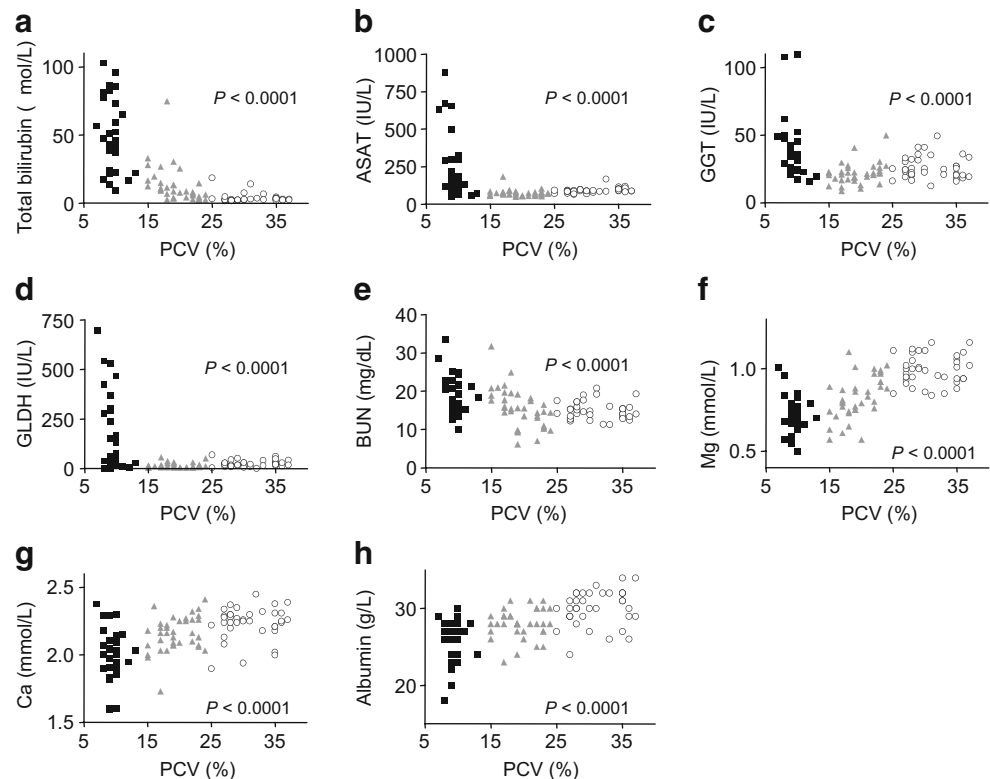 a
Total bilirubin ( mol/L)
100
50
0
P < 0.0001
5 15 25 35
PCV (%)
b
ASAT (IU/L)
1000
750
500
250
0
P < 0.0001
5 15 25 35
PCV (%)
c
GGT (IU/L)
100
50
0
P < 0.0001
5 15 25 35
PCV (%)
d
GLDH (IU/L)
750
500
250
0
P < 0.0001
5 15 25 35
PCV (%)
e
BUN (mg/dL)
40
30
20
10
0
P < 0.0001
5 15 25 35
PCV (%)
f
Mg (mmol/L)
1.0
0.5
P < 0.0001
5 15 25 35
PCV (%)
g
Ca (mmol/L)
2.5
2.0
1.5
P < 0.0001
5 15 25 35
PCV (%)
h
Albumin (g/L)
30
20
P < 0.0001
5 15 25 35
PCV (%)